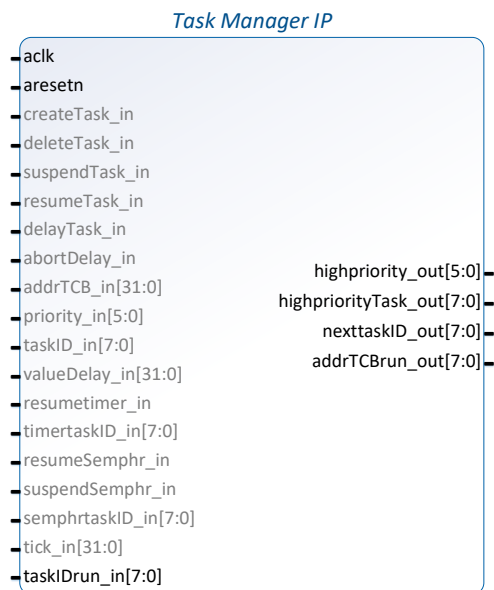 Task Manager IP
aclk
aresetn
createTask_in
deleteTask_in
suspendTask_in
resumeTask_in
delayTask_in
abortDelay_in
addrTCB_in[31:0]
priority_in[5:0]
taskID_in[7:0]
valueDelay_in[31:0]
resumetimer_in
timertaskID_in[7:0]
resumeSemphr_in
suspendSemphr_in
semphrtaskID_in[7:0]
tick_in[31:0]
taskIDrun_in[7:0]
highpriority_out[5:0]
highpriorityTask_out[7:0]
nexttaskID_out[7:0]
addrTCBrun_out[7:0]